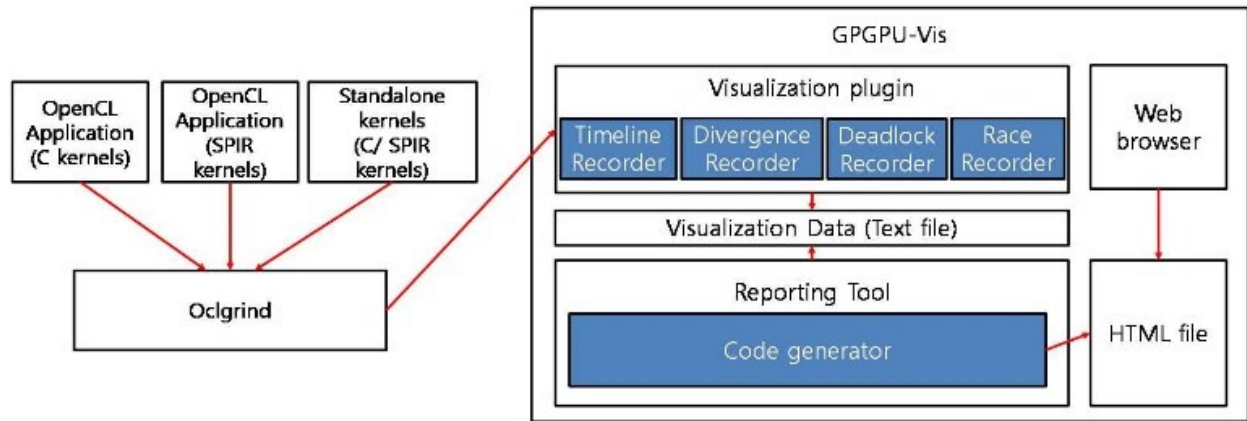 GPGPU-Vis
OpenCL
Application
(C kernels)
OpenCL
Application
(SPIR
kernels)
Standalone
kernels
(C/ SPIR
kernels)
Oclgrind
Visualization plugin
Timeline
Recorder
Divergence
Recorder
Deadlock
Recorder
Race
Recorder
Visualization Data (Text file)
Reporting Tool
Code generator
Web
browser
HTML file